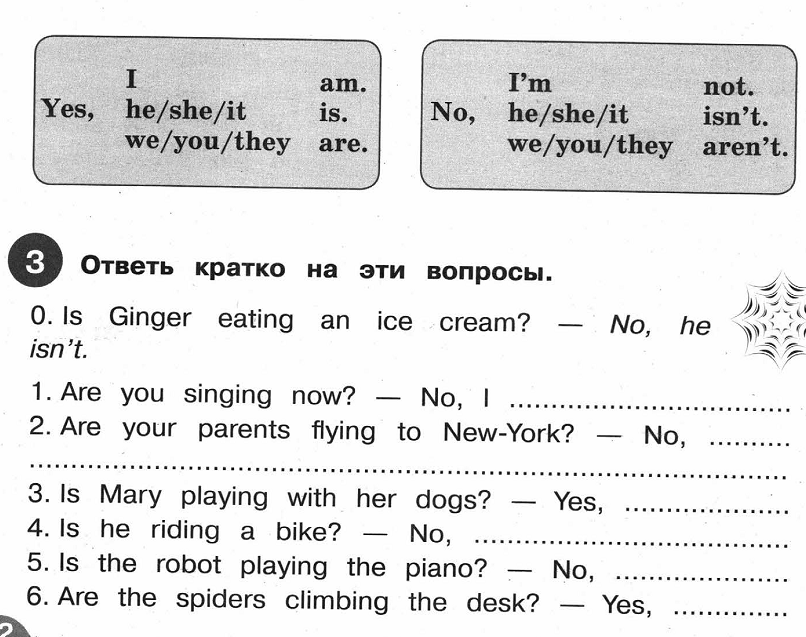 I am.
Yes, he/she/it is.
we/you/they are.
I'm not.
No, he/she/it isn't.
we/you/they aren't.
3 Ответь кратко на эти вопросы.
0. Is Ginger eating an ice cream? — No, he
isn't.
1. Are you singing now? — No, I ..................................
2. Are your parents flying to New-York? — No, ..........
..........................................................................................
3. Is Mary playing with her dogs? — Yes, ....................
4. Is he riding a bike? — No, ......................................
5. Is the robot playing the piano? — No, .....................
6. Are the spiders climbing the desk? — Yes, ..............
2